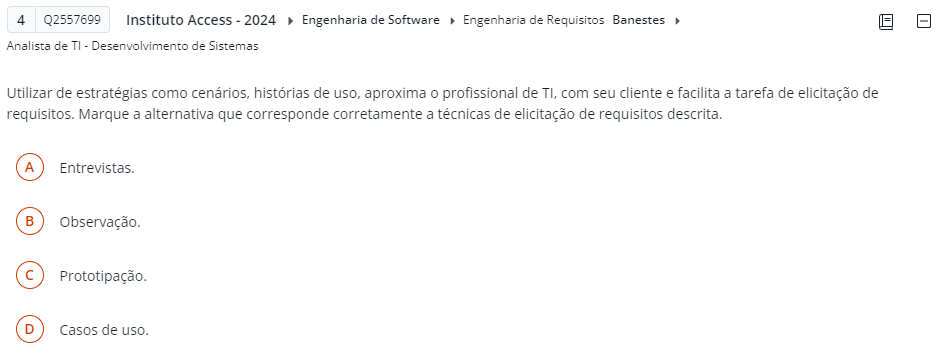 4 Q2557699 Instituto Access - 2024 Engenharia de Software Engenharia de Requisitos Banestes
Analista de TI - Desenvolvimento de Sistemas
Utilizar de estratégias como cenários, histórias de uso, aproxima o profissional de TI, com seu cliente e facilita a tarefa de elicitação de
requisitos. Marque a alternativa que corresponde corretamente a técnicas de elicitação de requisitos descrita.
A Entrevistas.
B Observação.
C Prototipação.
D Casos de uso.